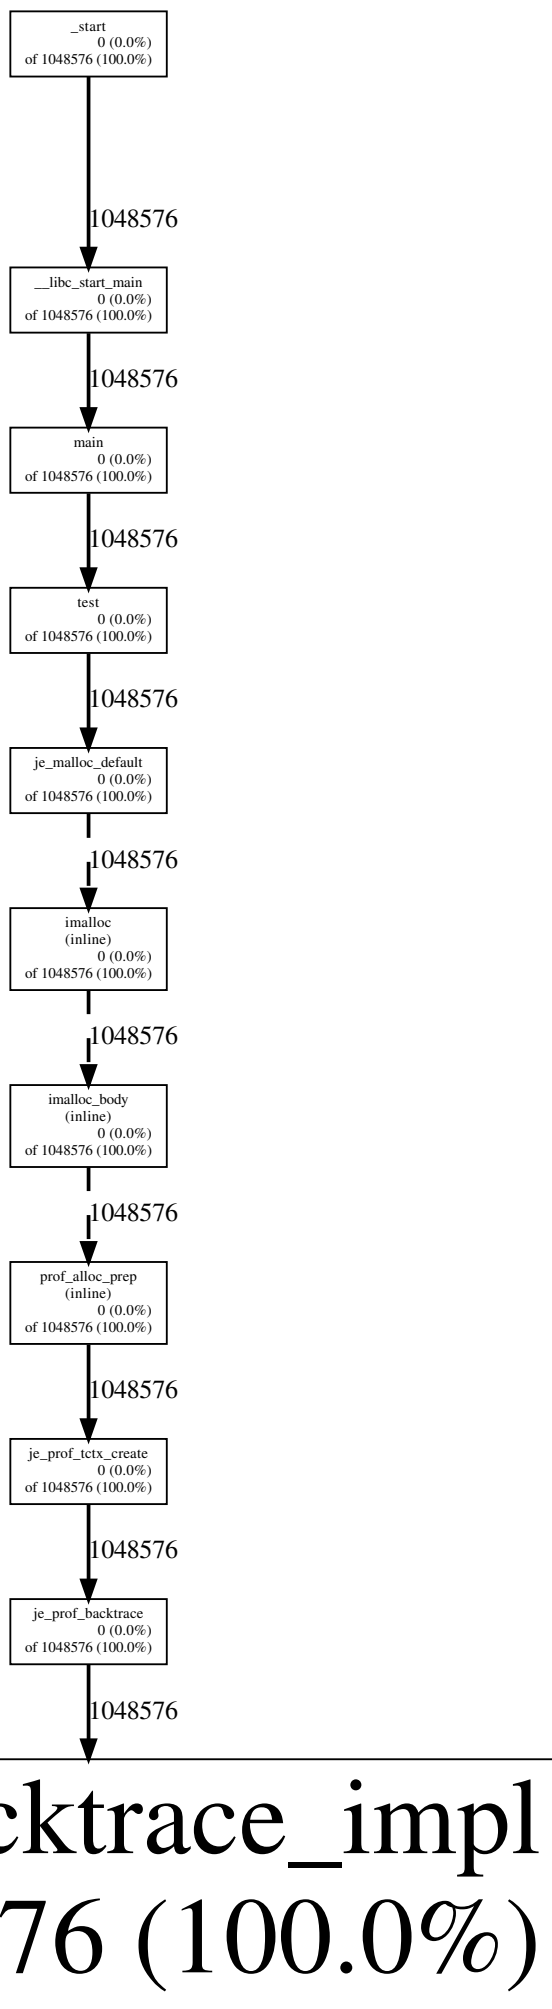 _start
0 (0.0%)
of 1048576 (100.0%)
1048576
__libc_start_main
0 (0.0%)
of 1048576 (100.0%)
1048576
main
0 (0.0%)
of 1048576 (100.0%)
1048576
test
0 (0.0%)
of 1048576 (100.0%)
1048576
je_malloc_default
0 (0.0%)
of 1048576 (100.0%)
1048576
imalloc
(inline)
0 (0.0%)
of 1048576 (100.0%)
1048576
imalloc_body
(inline)
0 (0.0%)
of 1048576 (100.0%)
1048576
prof_alloc_prep
(inline)
0 (0.0%)
of 1048576 (100.0%)
1048576
je_prof_tctx_create
0 (0.0%)
of 1048576 (100.0%)
1048576
je_prof_backtrace
0 (0.0%)
of 1048576 (100.0%)
1048576
cktrace_impl
76 (100.0%)